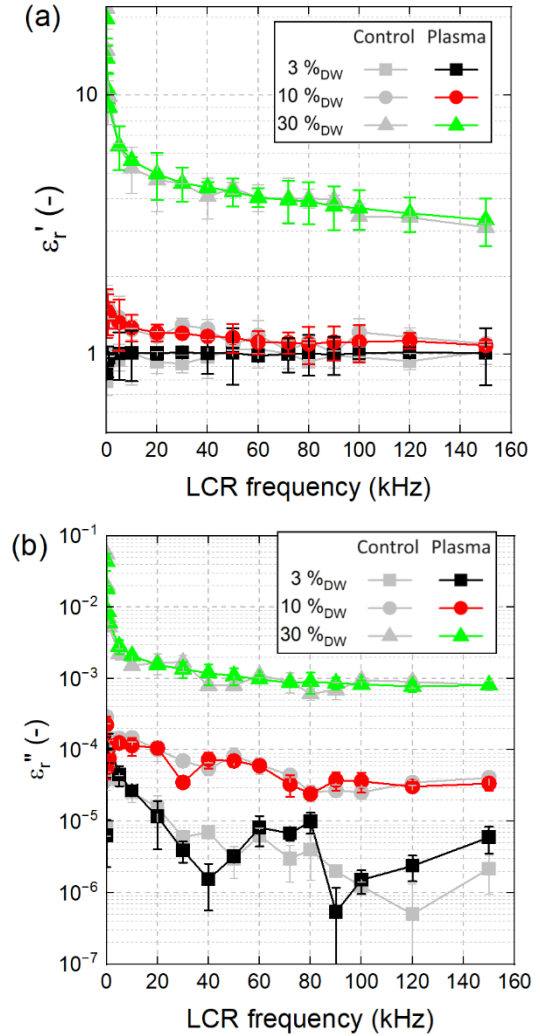 (a)
Control Plasma
3 %DW
10 %DW
30 %DW
10
1
εr' (-)
0 20 40 60 80 100 120 140 160
LCR frequency (kHz)
(b)
Control Plasma
3 %DW
10 %DW
30 %DW
10⁻¹
10⁻²
10⁻³
10⁻⁴
10⁻⁵
10⁻⁶
10⁻⁷
εr'' (-)
0 20 40 60 80 100 120 140 160
LCR frequency (kHz)